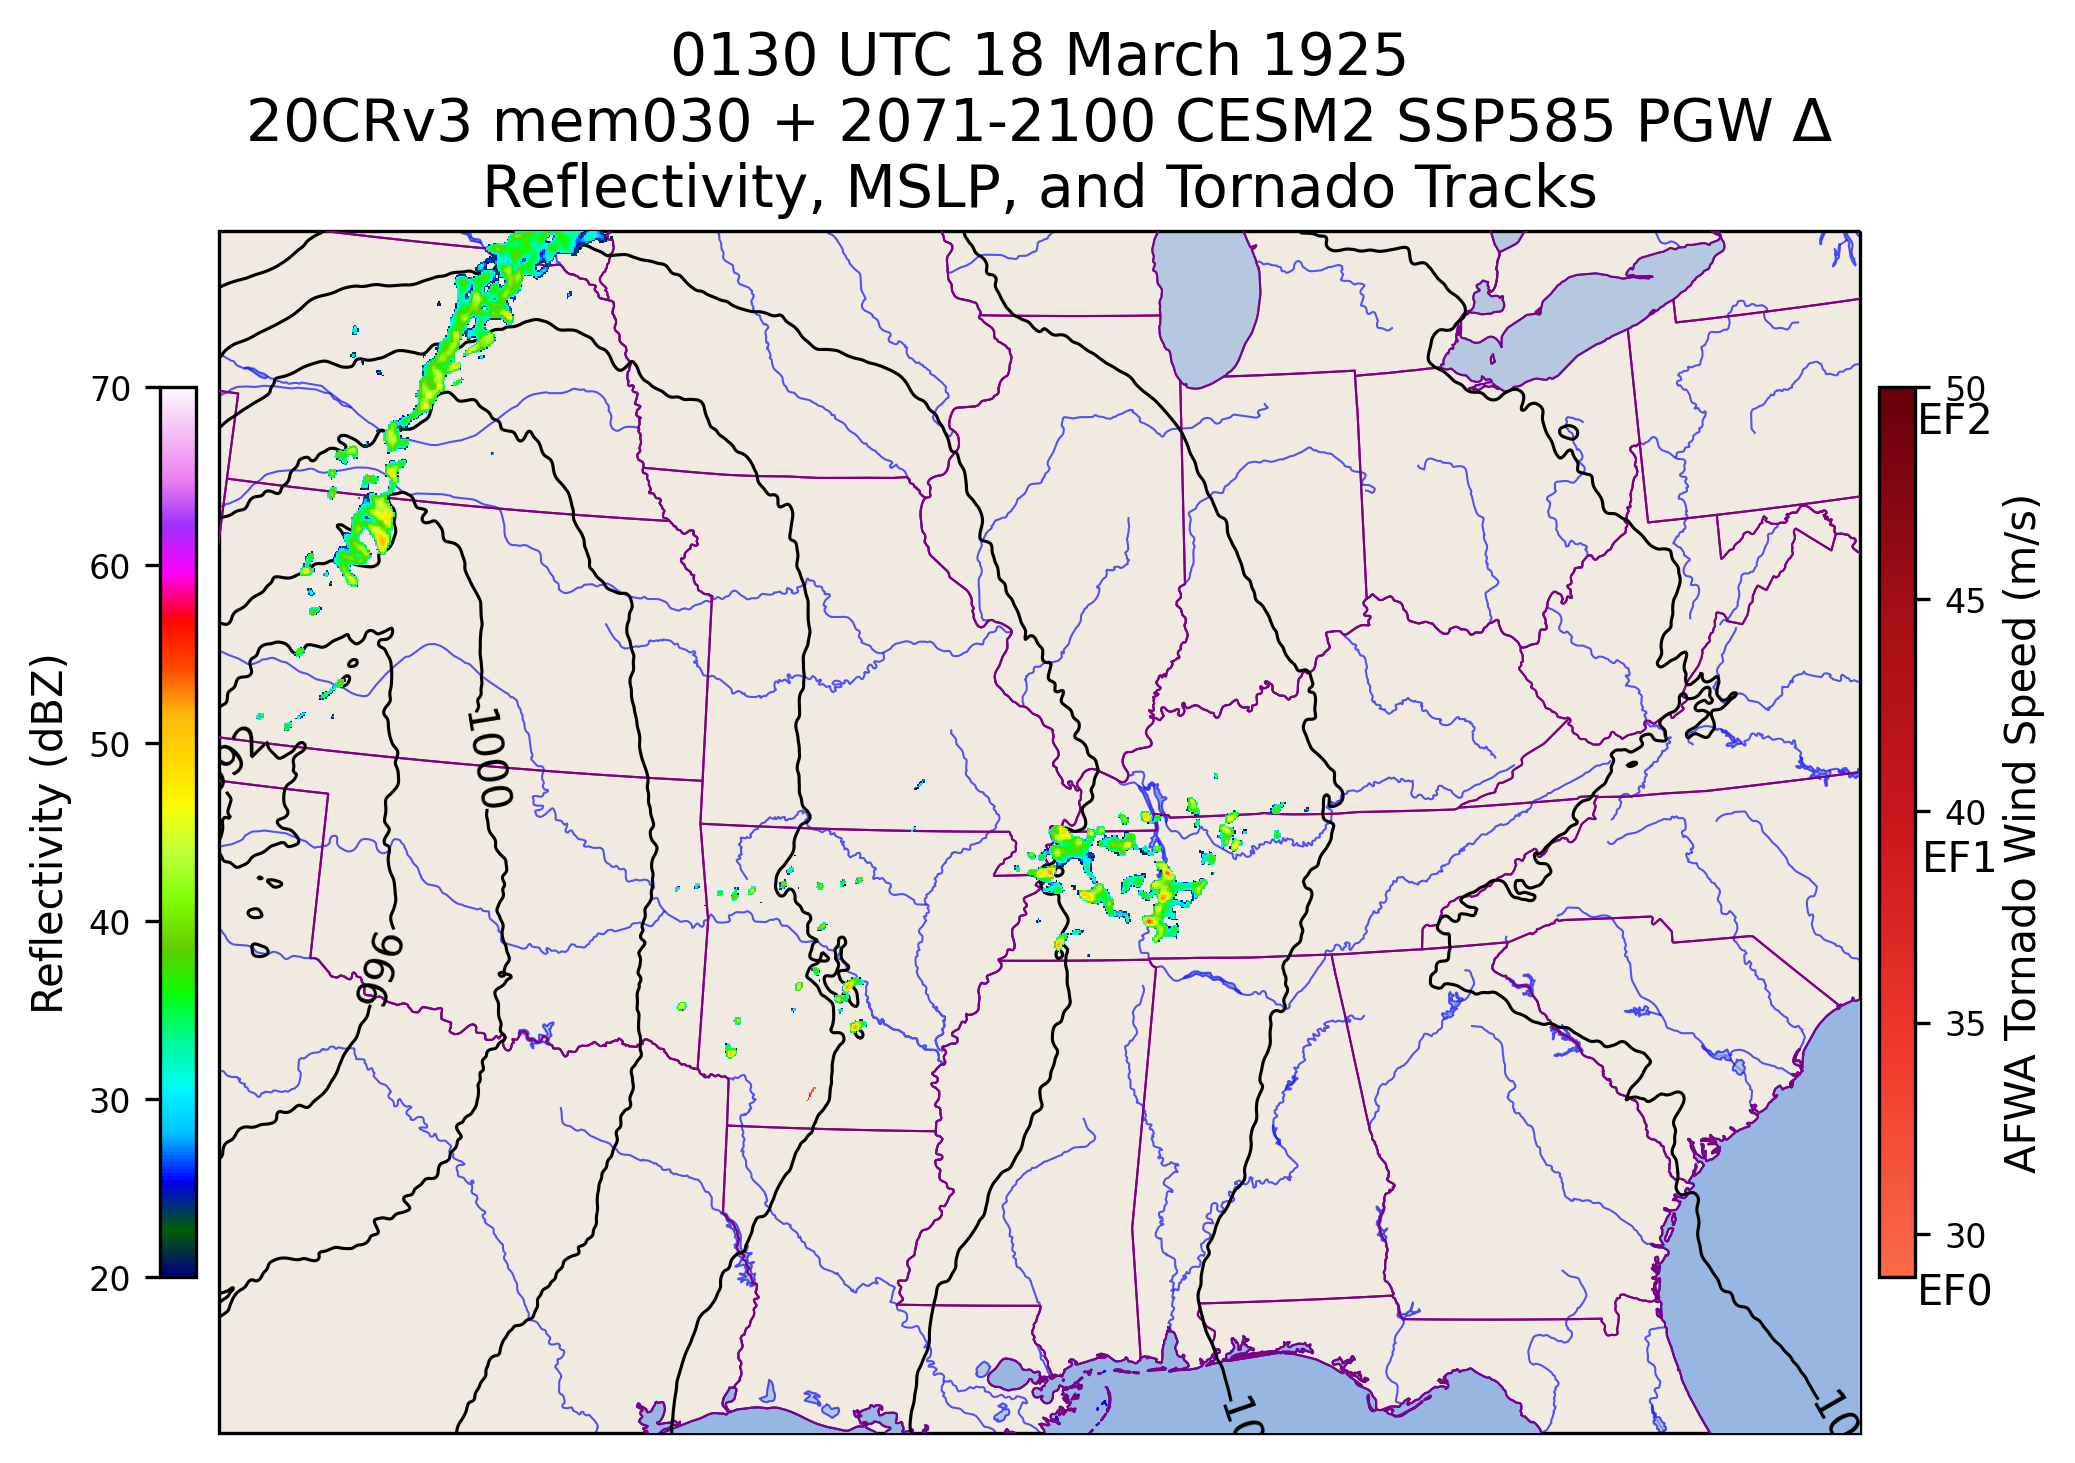 0130 UTC 18 March 1925
20CRv3 mem030 + 2071-2100 CESM2 SSP585 PGW Δ
Reflectivity, MSLP, and Tornado Tracks
Reflectivity (dBZ)
70
60
50
40
30
20
1000
996
92
0
10
10
50
EF2
45
40
EF1
35
30
EF0
AFWA Tornado Wind Speed (m/s)